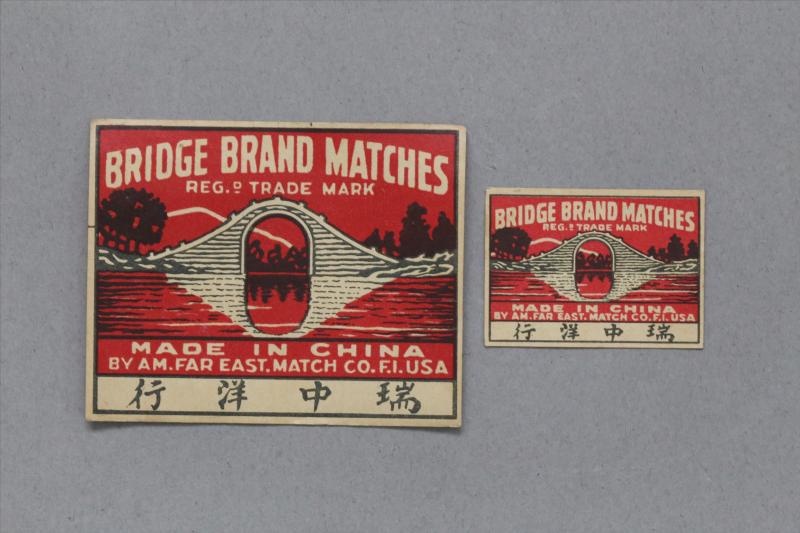 BRIDGE BRAND MATCHES
REG.D TRADE MARK
MADE IN CHINA
BY AM.FAR EAST.MATCH CO.F.I.USA
瑞中洋行
BRIDGE BRAND MATCHES
REG.D TRADE MARK
MADE IN CHINA
BY AM.FAR EAST.MATCH CO.F.I.USA
瑞中洋行